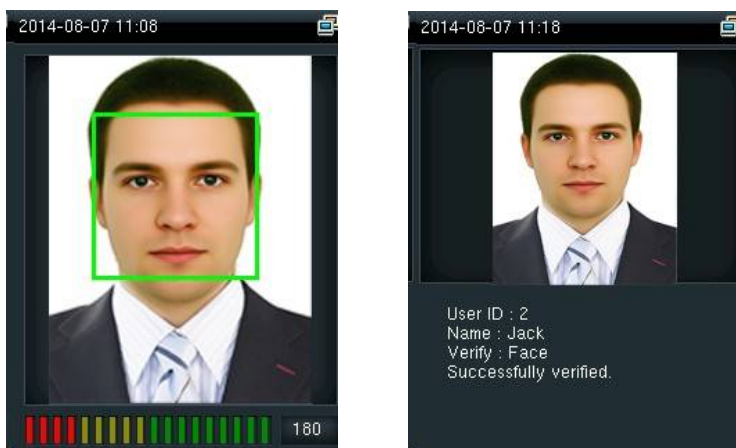 2014-08-07 11:08
180
2014-08-07 11:18
User ID : 2
Name : Jack
Verify : Face
Successfully verified.